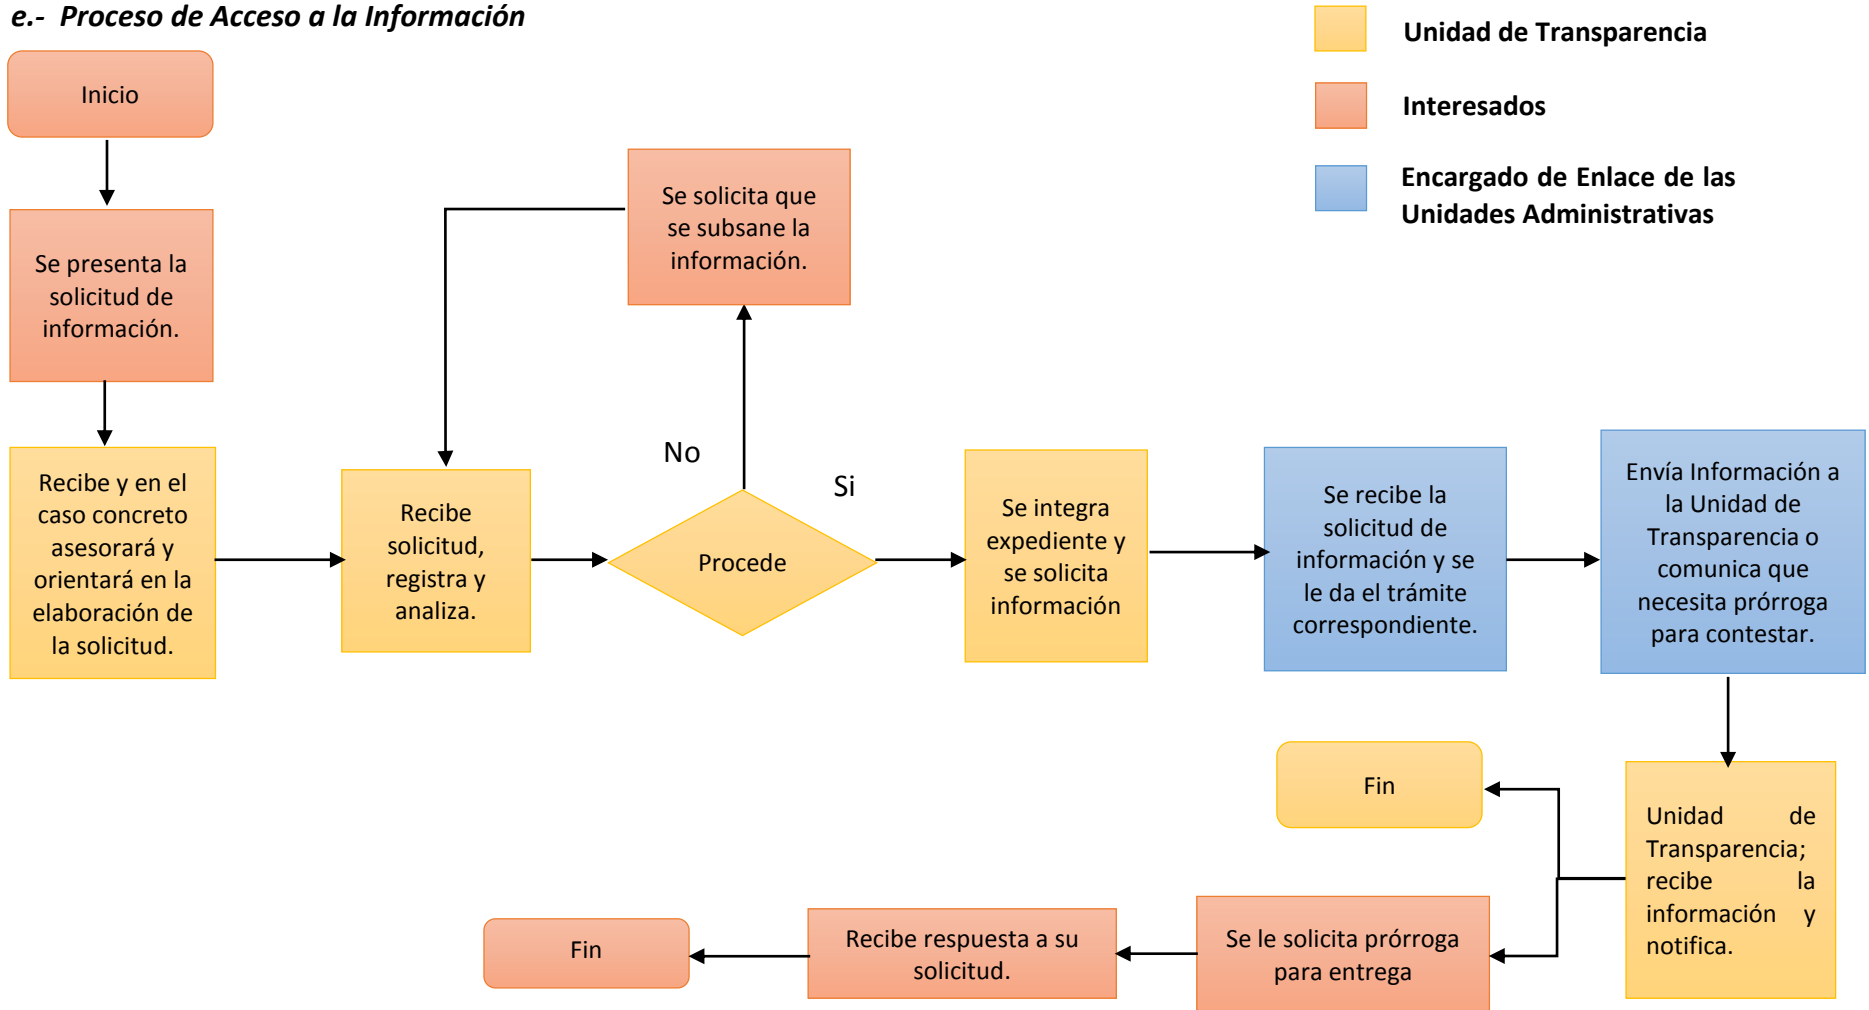 e.- Proceso de Acceso a la Información
Unidad de Transparencia
Interesados
Encargado de Enlace de las
Unidades Administrativas
Inicio
Se presenta la
solicitud de
información.
Se solicita que
se subsane la
información.
Recibe y en el
caso concreto
asesorará y
orientará en la
elaboración de
la solicitud.
Recibe
solicitud,
registra y
analiza.
No
Si
Procede
Se integra
expediente y
se solicita
información
Se recibe la
solicitud de
información y se
le da el trámite
correspondiente.
Envía Información a
la Unidad de
Transparencia o
comunica que
necesita prórroga
para contestar.
Fin
Unidad de
Transparencia;
recibe la
información y
notifica.
Se le solicita prórroga
para entrega
Recibe respuesta a su
solicitud.
Fin